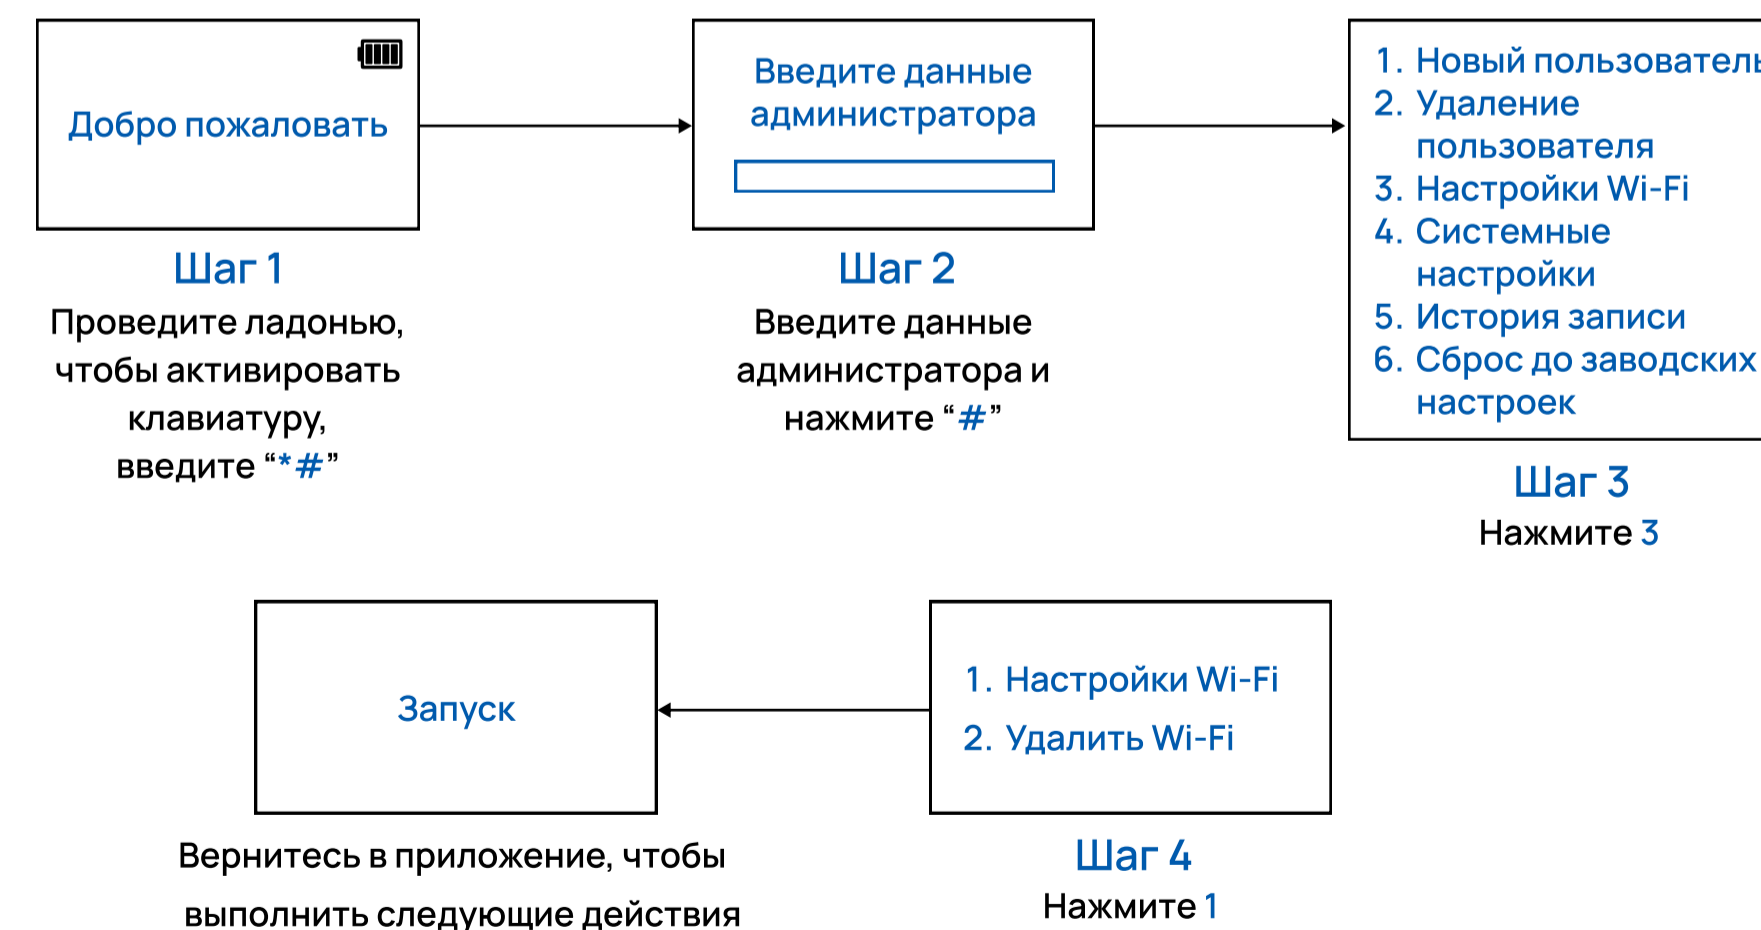 Добро пожаловать
Шаг 1
Проведите ладонью,
чтобы активировать
клавиатуру,
введите “*#”
Введите данные
администратора
Шаг 2
Введите данные
администратора и
нажмите “#”
1. Новый пользователь
2. Удаление
пользователя
3. Настройки Wi-Fi
4. Системные
настройки
5. История записи
6. Сброс до заводских
настроек
Шаг 3
Нажмите 3
Запуск
Вернитесь в приложение, чтобы
выполнить следующие действия
1. Настройки Wi-Fi
2. Удалить Wi-Fi
Шаг 4
Нажмите 1